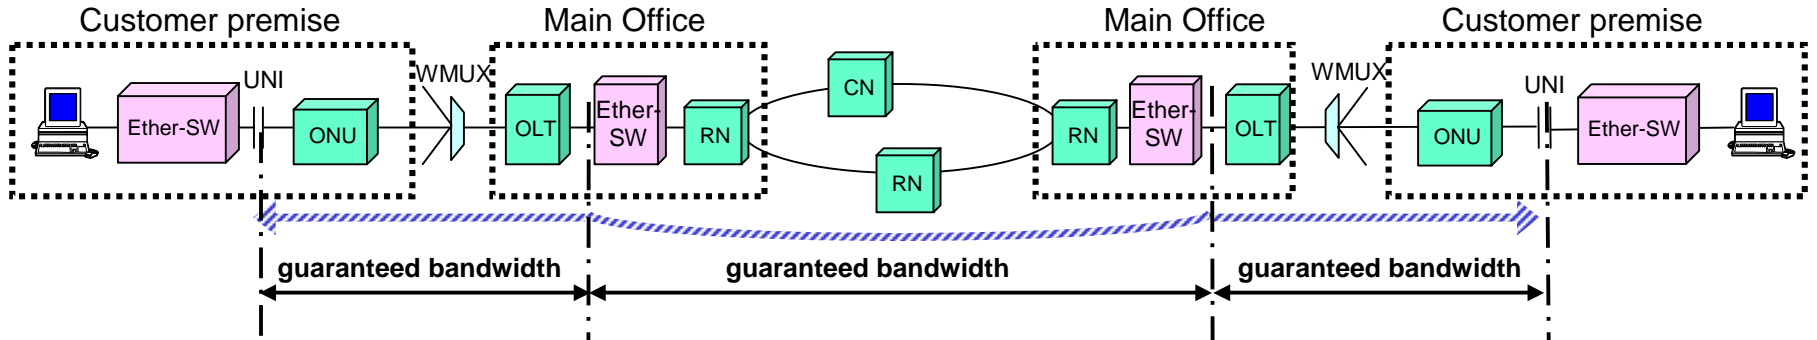 Customer premise
Main Office
Main Office
Customer premise
UNI
WMUX
WMUX
UNI
Ether-SW
ONU
OLT
Ether-
SW
RN
CN
RN
RN
Ether-
SW
OLT
ONU
Ether-SW
guaranteed bandwidth
guaranteed bandwidth
guaranteed bandwidth